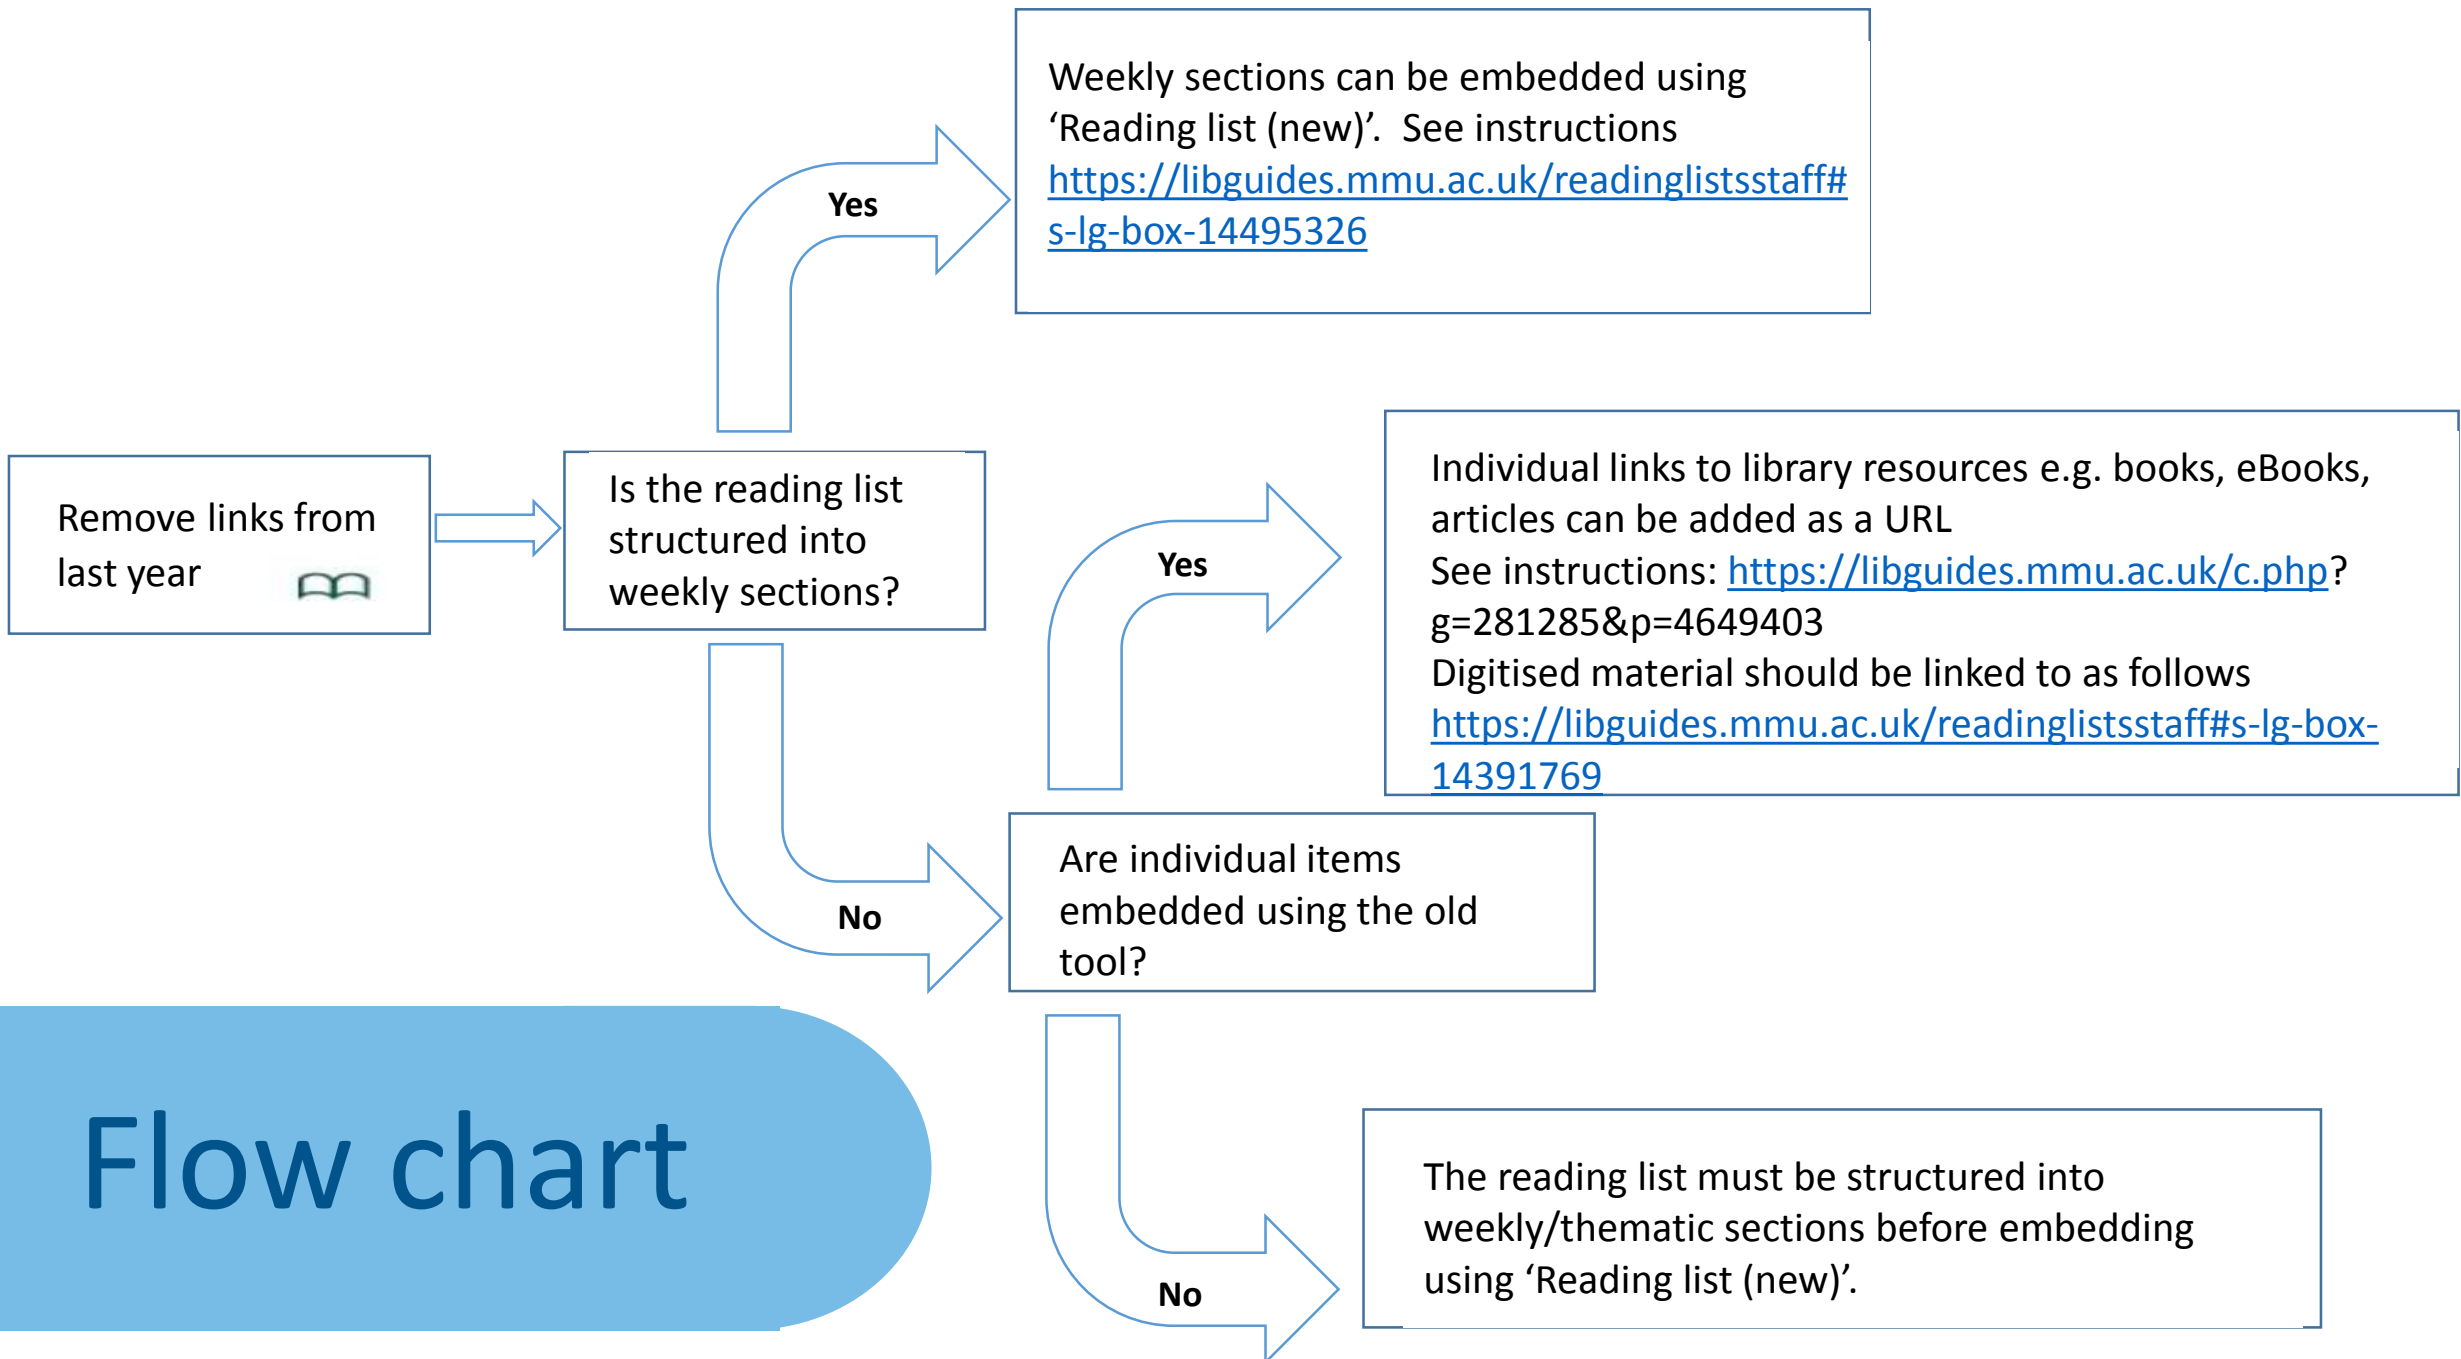 Weekly sections can be embedded using
‘Reading list (new)’.  See instructions
https://libguides.mmu.ac.uk/readinglistsstaff#
s-lg-box-14495326
Yes
Remove links from
last year
Is the reading list
structured into
weekly sections?
Yes
Individual links to library resources e.g. books, eBooks,
articles can be added as a URL
See instructions: https://libguides.mmu.ac.uk/c.php?
g=281285&p=4649403
Digitised material should be linked to as follows
https://libguides.mmu.ac.uk/readinglistsstaff#s-lg-box-
14391769
No
Are individual items
embedded using the old
tool?
Flow chart
No
The reading list must be structured into
weekly/thematic sections before embedding
using ‘Reading list (new)’.